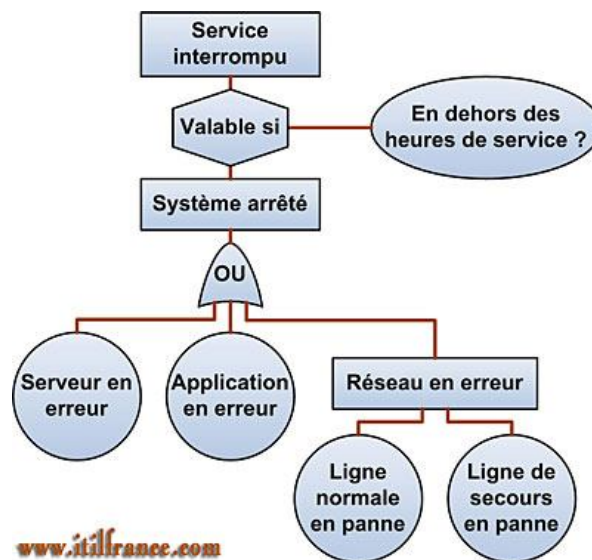 Service
interrompu
Valable si
En dehors des
heures de service ?
Système arrêté
OU
Serveur en
erreur
Application
en erreur
Réseau en erreur
Ligne
normale
en panne
Ligne de
secours
en panne
www.itilfrance.com